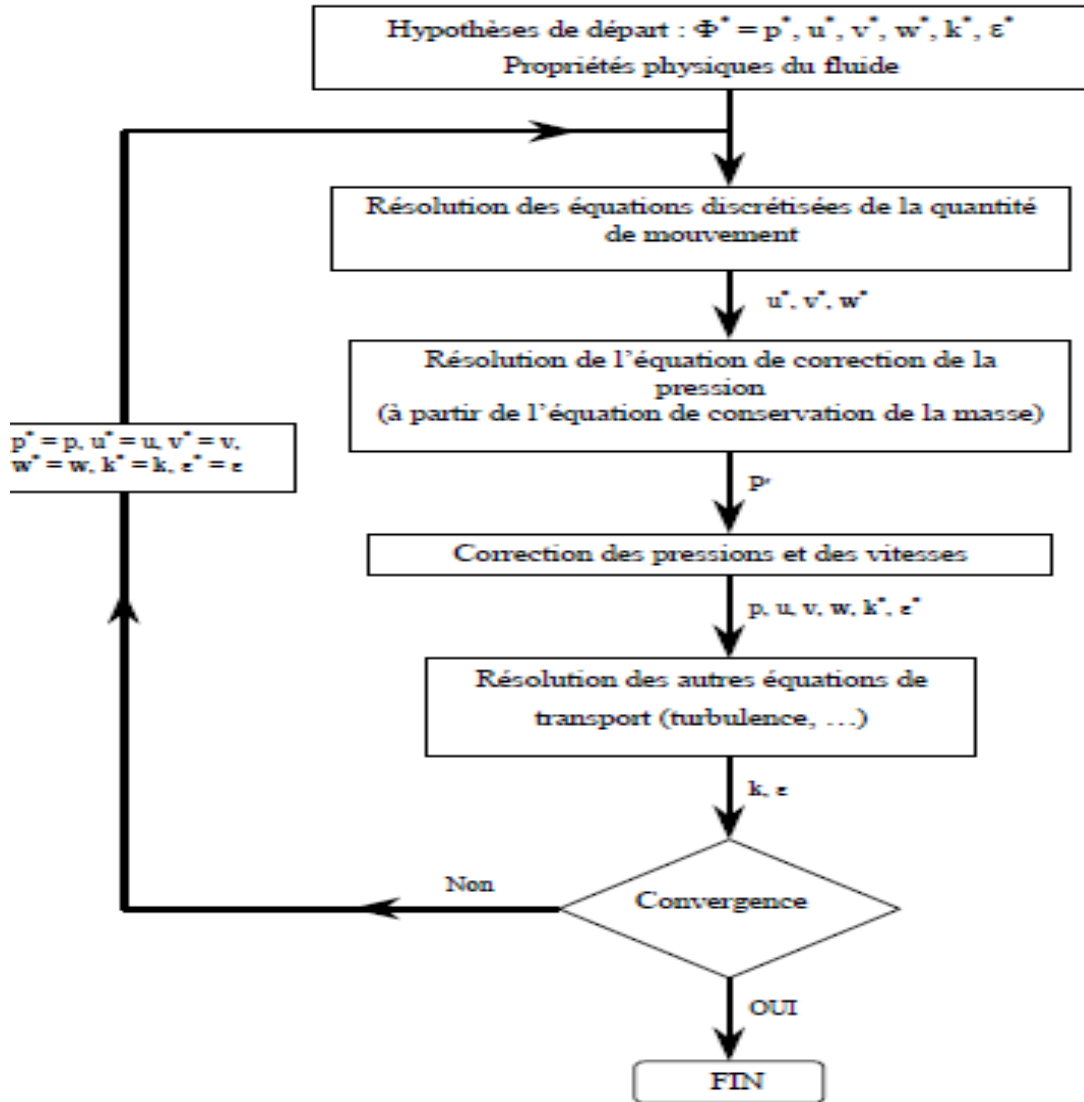 Hypothèses de départ : Φ* = p*, u*, v*, w*, k*, ε*
Propriétés physiques du fluide
Résolution des équations discrétisées de la quantité
de mouvement
u*, v*, w*
Résolution de l'équation de correction de la
pression
(à partir de l'équation de conservation de la masse)
p* = p, u* = u, v* = v,
w* = w, k* = k, ε* = ε
p'
Correction des pressions et des vitesses
p, u, v, w, k*, ε*
Résolution des autres équations de
transport (turbulence, …)
k, ε
Non
Convergence
OUI
FIN